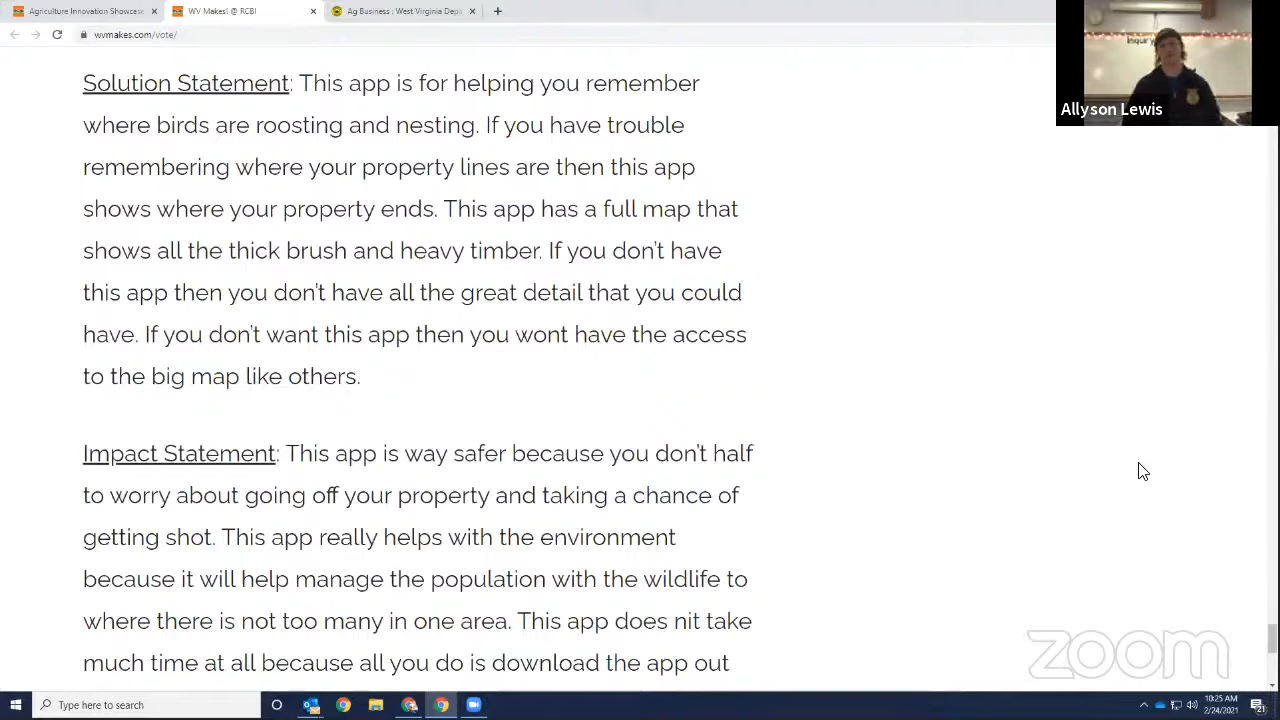 Agriculture Innovation Showcase
WV Makes! @ RCBI
Ag Business : West Virginia Depa
wvmakes.com/vote/
Inquiry
Allyson Lewis
Solution Statement: This app is for helping you remember
where birds are roosting and nesting. If you have trouble
remembering where your property lines are then this app
shows where your property ends. This app has a full map that
shows all the thick brush and heavy timber. If you don't have
this app then you don't have all the great detail that you could
have. If you don't want this app then you wont have the access
to the big map like others.
Impact Statement: This app is way safer because you don't half
to worry about going off your property and taking a chance of
getting shot. This app really helps with the environment
because it will help manage the population with the wildlife to
where there is not too many in one area. This app does nit take
much time at all because all you do is download the app out
zoom
Type here to search
10:25 AM
2/24/2021
21